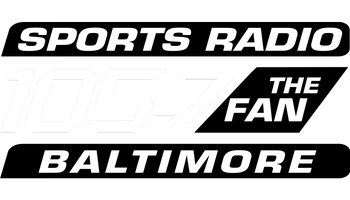 SPORTS RADIO
105.7 THE FAN
BALTIMORE